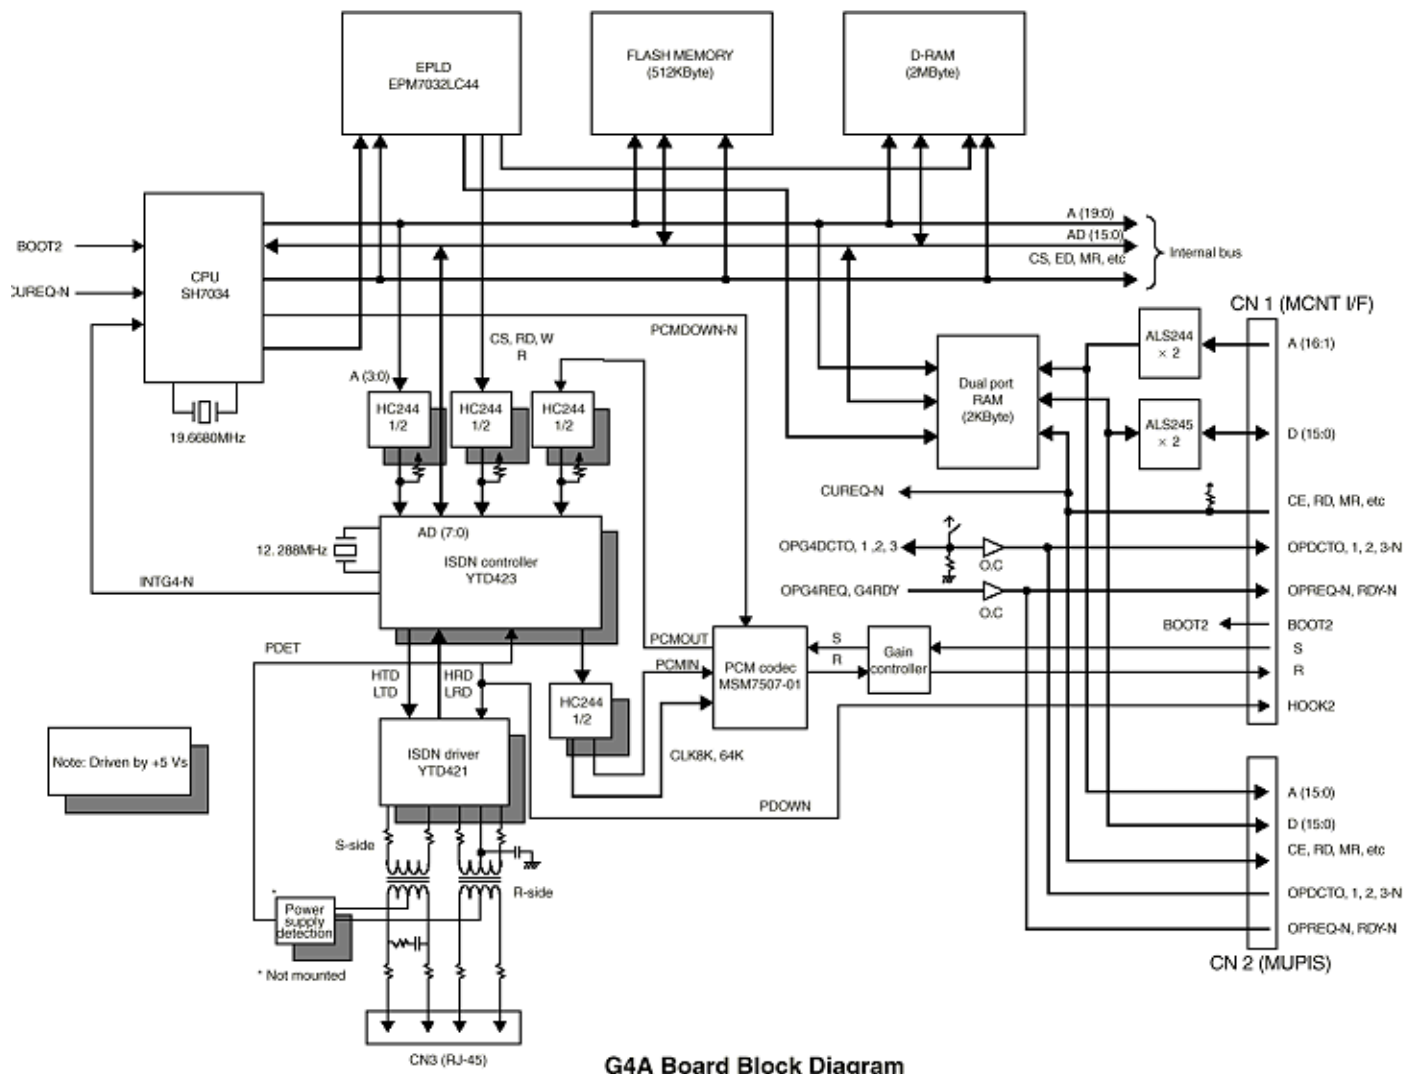 EPLD
EPM7032LC44
FLASH MEMORY
(512KByte)
D-RAM
(2MByte)
A (19:0)
AD (15:0)
CS, ED, MR, etc
Internal bus
BOOT2
CUREQ-N
CPU
SH7034
19.6680MHz
PCMDOWN-N
CS, RD, W
R
A (3:0)
HC244
1/2
HC244
1/2
HC244
1/2
Dual port
RAM
(2KByte)
CN 1 (MCNT I/F)
ALS244
× 2
A (16:1)
ALS245
× 2
D (15:0)
CUREQ-N
CE, RD, MR, etc
AD (7:0)
ISDN controller
YTD423
12. 288MHz
INTG4-N
OPG4DCTO, 1 ,2, 3
O.C
OPDCTO, 1, 2, 3-N
OPG4REQ, G4RDY
O.C
OPREQ-N, RDY-N
BOOT2
BOOT2
PDET
HTD
LTD
HRD
LRD
PCMOUT
PCMIN
PCM codec
MSM7507-01
S
R
Gain
controller
S
R
HOOK2
HC244
1/2
CLK8K, 64K
PDOWN
ISDN driver
YTD421
Note: Driven by +5 Vs
S-side
R-side
*
Power
supply
detection
* Not mounted
A (15:0)
D (15:0)
CE, RD, MR, etc
OPDCTO, 1, 2, 3-N
OPREQ-N, RDY-N
CN 2 (MUPIS)
CN3 (RJ-45)
G4A Board Block Diagram